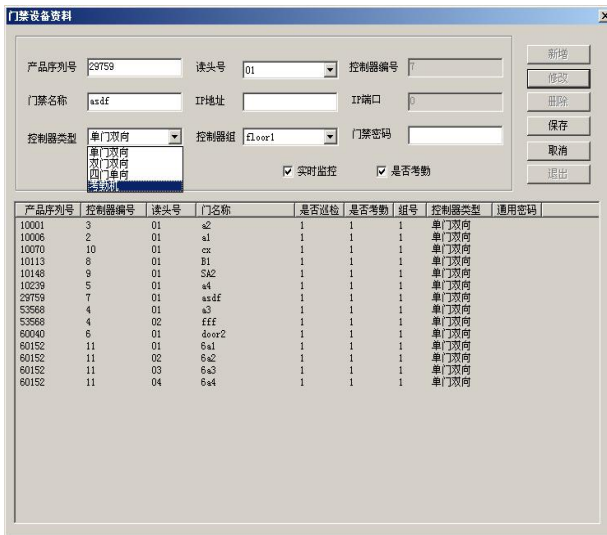 门禁设备资料
产品序列号 29759 读头号 01 控制器编号 7 新增
修改
门禁名称 asdf IP地址 IP端口 0 删除
控制器类型 单门双向 控制器组 floor1 门禁密码 保存
单门双向
双门双向
四门单向
考勤机
实时监控 是否考勤
取消
退出
产品序列号 控制器编号 读头号 门名称 是否巡检 是否考勤 组号 控制器类型 通用密码
10001 3 01 a2 1 1 1 单门双向
10006 2 01 a1 1 1 1 单门双向
10070 10 01 cx 1 1 1 单门双向
10113 8 01 B1 1 1 1 单门双向
10148 9 01 SA2 1 1 1 单门双向
10239 5 01 a4 1 1 1 单门双向
29759 7 01 asdf 1 1 1 单门双向
53568 4 01 a3 1 1 1 单门双向
53568 4 02 fff 1 1 1 单门双向
60040 6 01 door2 1 1 1 单门双向
60152 11 01 6a1 1 1 1 单门双向
60152 11 02 6a2 1 1 1 单门双向
60152 11 03 6a3 1 1 1 单门双向
60152 11 04 6a4 1 1 1 单门双向